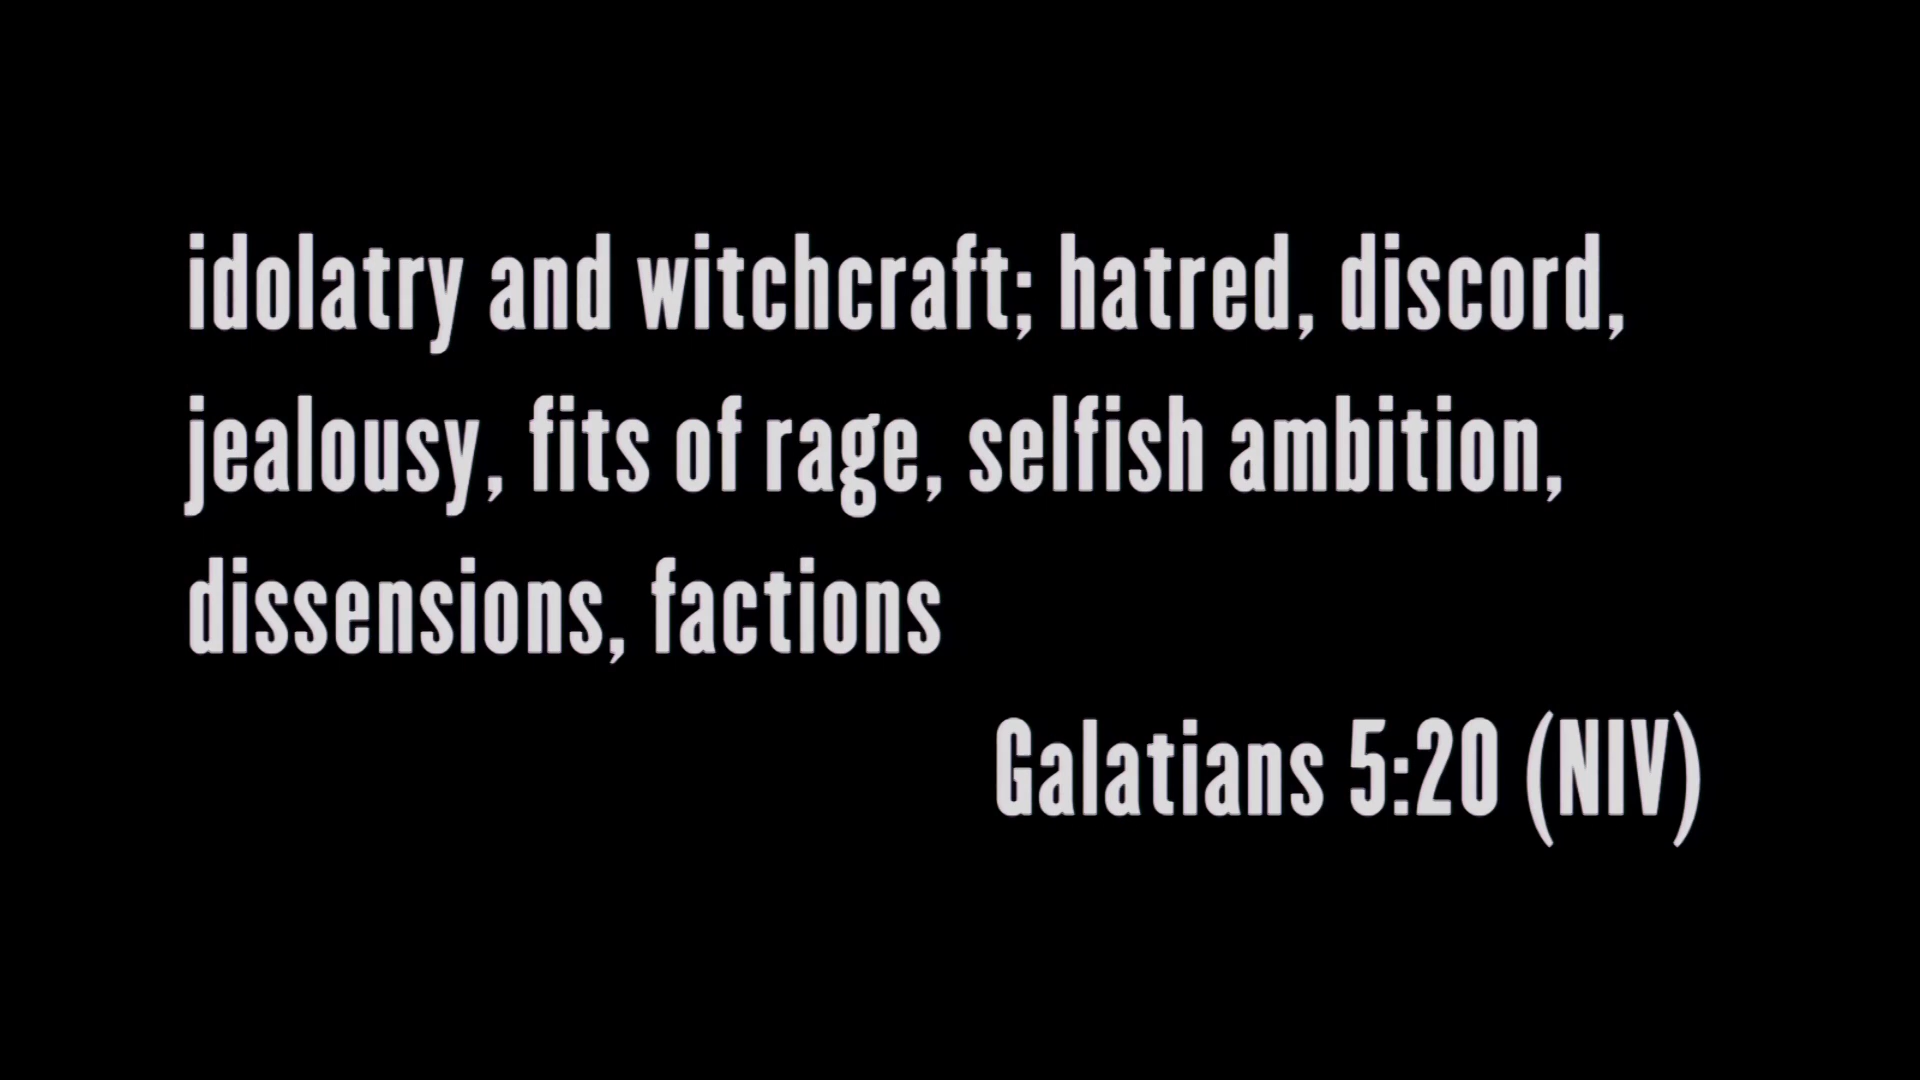 idolatry and witchcraft; hatred, discord,
jealousy, fits of rage, selfish ambition,
dissensions, factions
Galatians 5:20 (NIV)